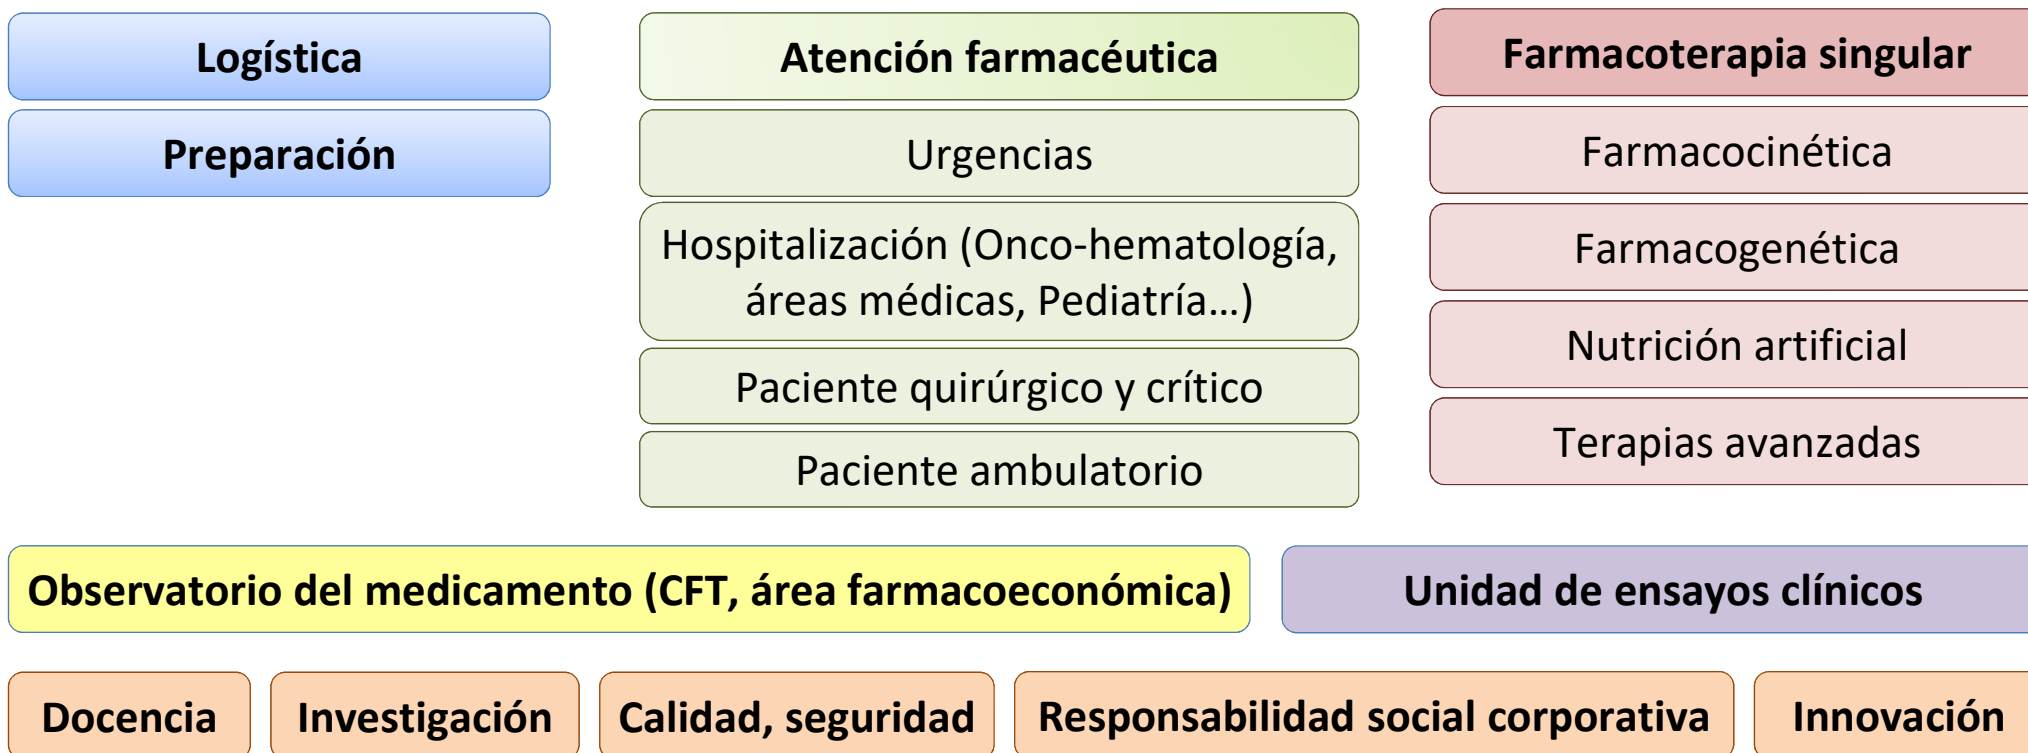 Logística
Preparación
Atención farmacéutica
Urgencias
Hospitalización (Onco-hematología,
áreas médicas, Pediatría...)
Paciente quirúrgico y crítico
Paciente ambulatorio
Farmacoterapia singular
Farmacocinética
Farmacogenética
Nutrición artificial
Terapias avanzadas
Observatorio del medicamento (CFT, área farmacoeconómica)
Unidad de ensayos clínicos
Docencia
Investigación
Calidad, seguridad
Responsabilidad social corporativa
Innovación